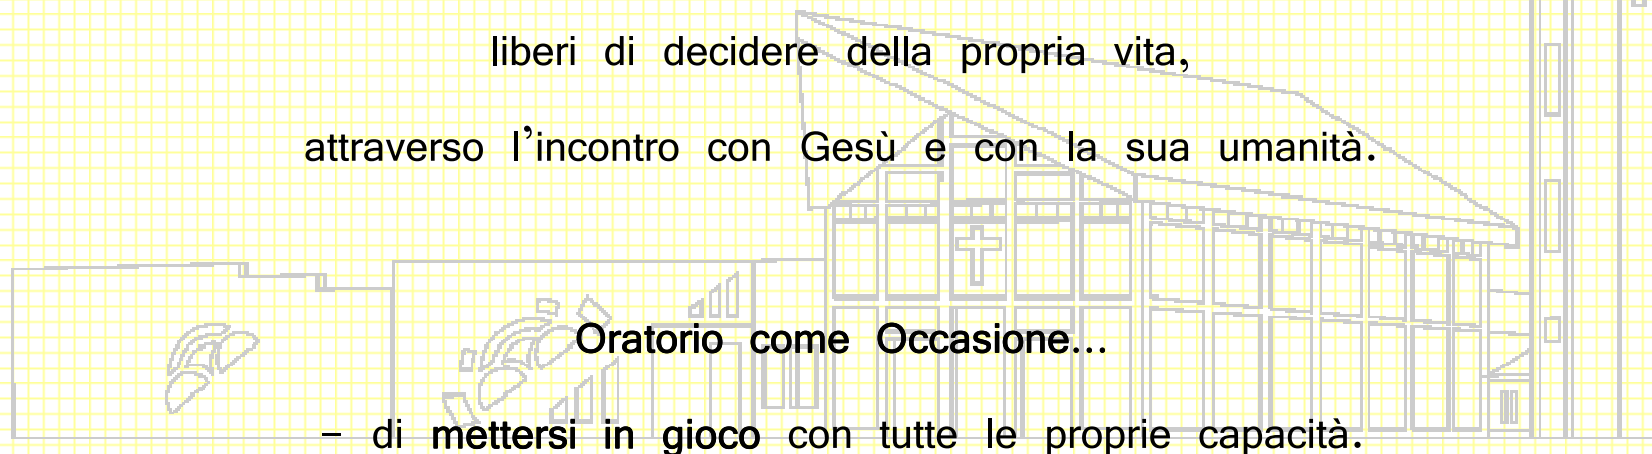 liberi di decidere della propria vita,
attraverso l'incontro con Gesù e con la sua umanità.
Oratorio come Occasione...
– di mettersi in gioco con tutte le proprie capacità.